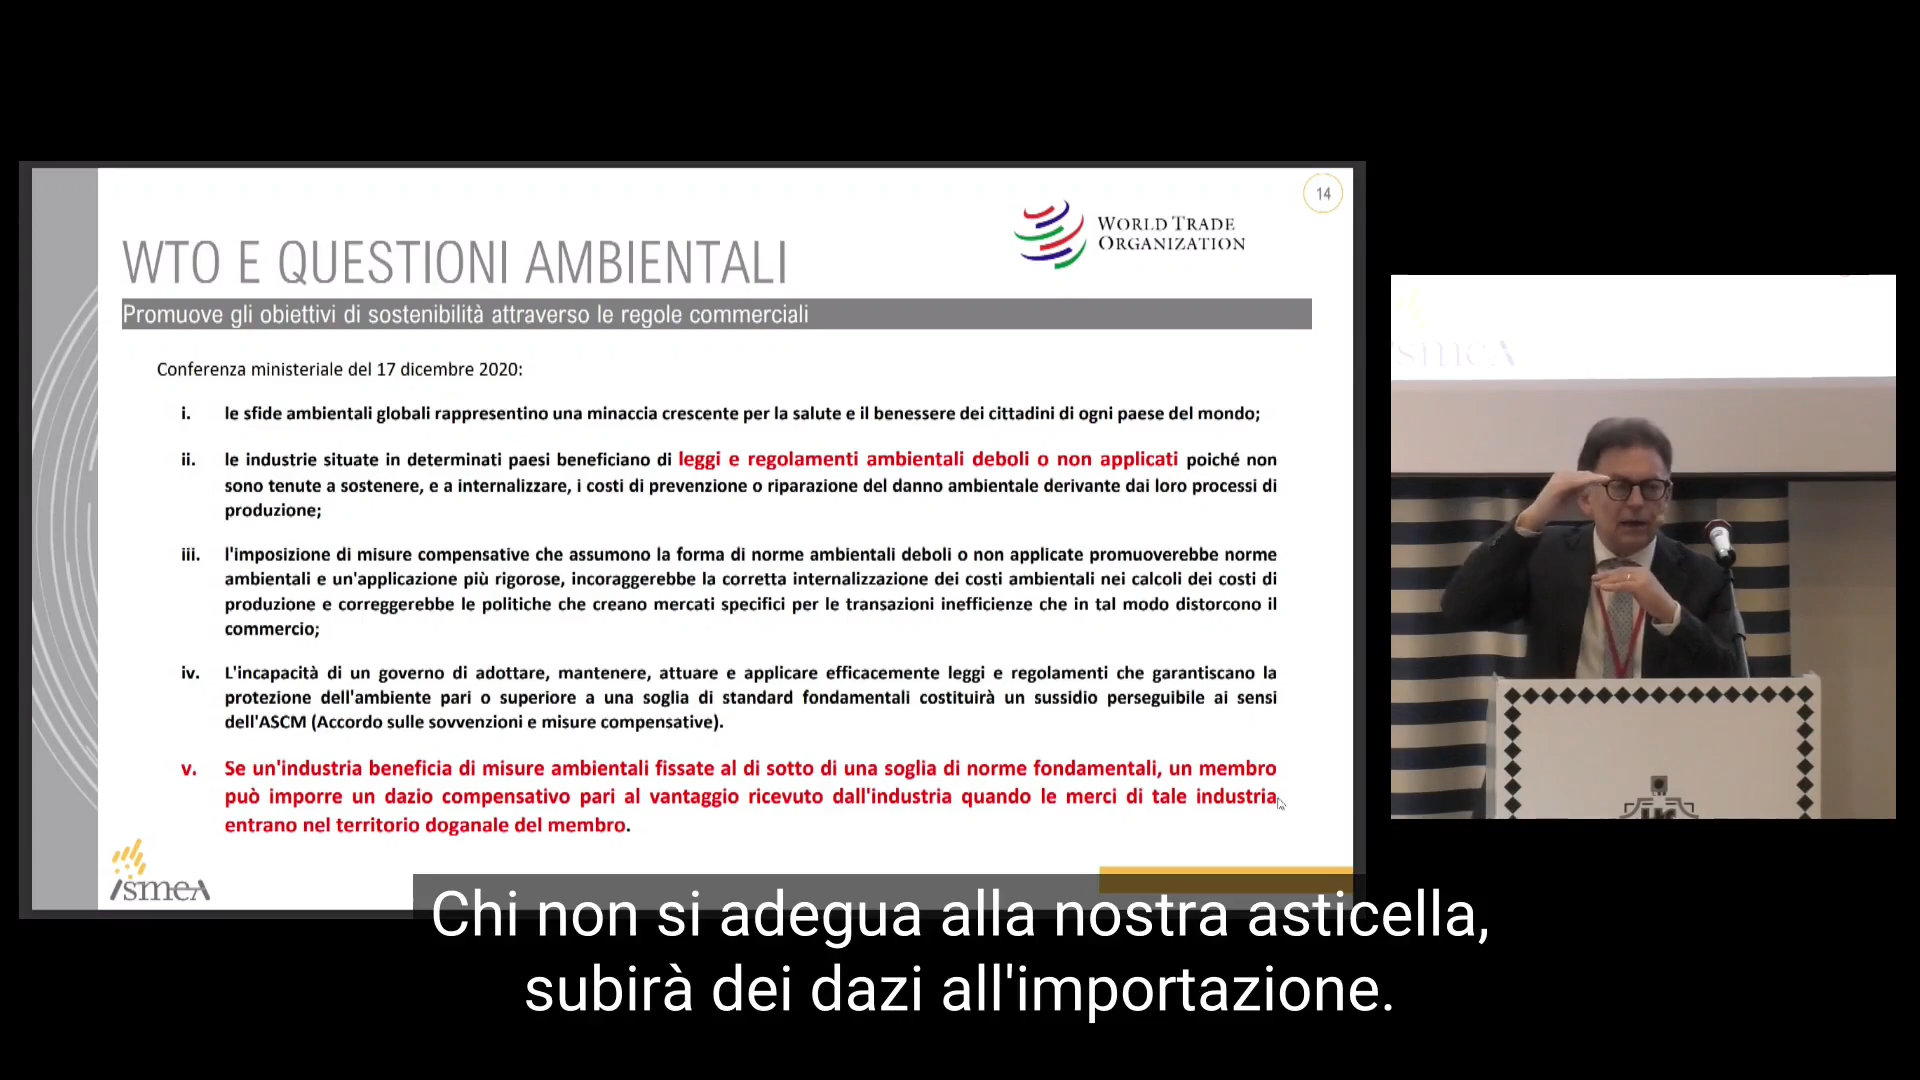 14
WORLD TRADE
ORGANIZATION
WTO E QUESTIONI AMBIENTALI
Promuove gli obiettivi di sostenibilità attraverso le regole commerciali
Conferenza ministeriale del 17 dicembre 2020:
i. le sfide ambientali globali rappresentino una minaccia crescente per la salute e il benessere dei cittadini di ogni paese del mondo;
ii. le industrie situate in determinati paesi beneficiano di leggi e regolamenti ambientali deboli o non applicati poiché non
sono tenute a sostenere, e a internalizzare, i costi di prevenzione o riparazione del danno ambientale derivante dai loro processi di
produzione;
iii. l'imposizione di misure compensative che assumono la forma di norme ambientali deboli o non applicate promuoverebbe norme
ambientali e un'applicazione più rigorose, incoraggerebbe la corretta internalizzazione dei costi ambientali nei calcoli dei costi di
produzione e correggerebbe le politiche che creano mercati specifici per le transazioni inefficienze che in tal modo distorcono il
commercio;
iv. L'incapacità di un governo di adottare, mantenere, attuare e applicare efficacemente leggi e regolamenti che garantiscano la
protezione dell'ambiente pari o superiore a una soglia di standard fondamentali costituirà un sussidio perseguibile ai sensi
dell'ASCM (Accordo sulle sovvenzioni e misure compensative).
v. Se un'industria beneficia di misure ambientali fissate al di sotto di una soglia di norme fondamentali, un membro
può imporre un dazio compensativo pari al vantaggio ricevuto dall'industria quando le merci di tale industria
entrano nel territorio doganale del membro.
ismeA
smeA
Chi non si adegua alla nostra asticella,
subirà dei dazi all'importazione.